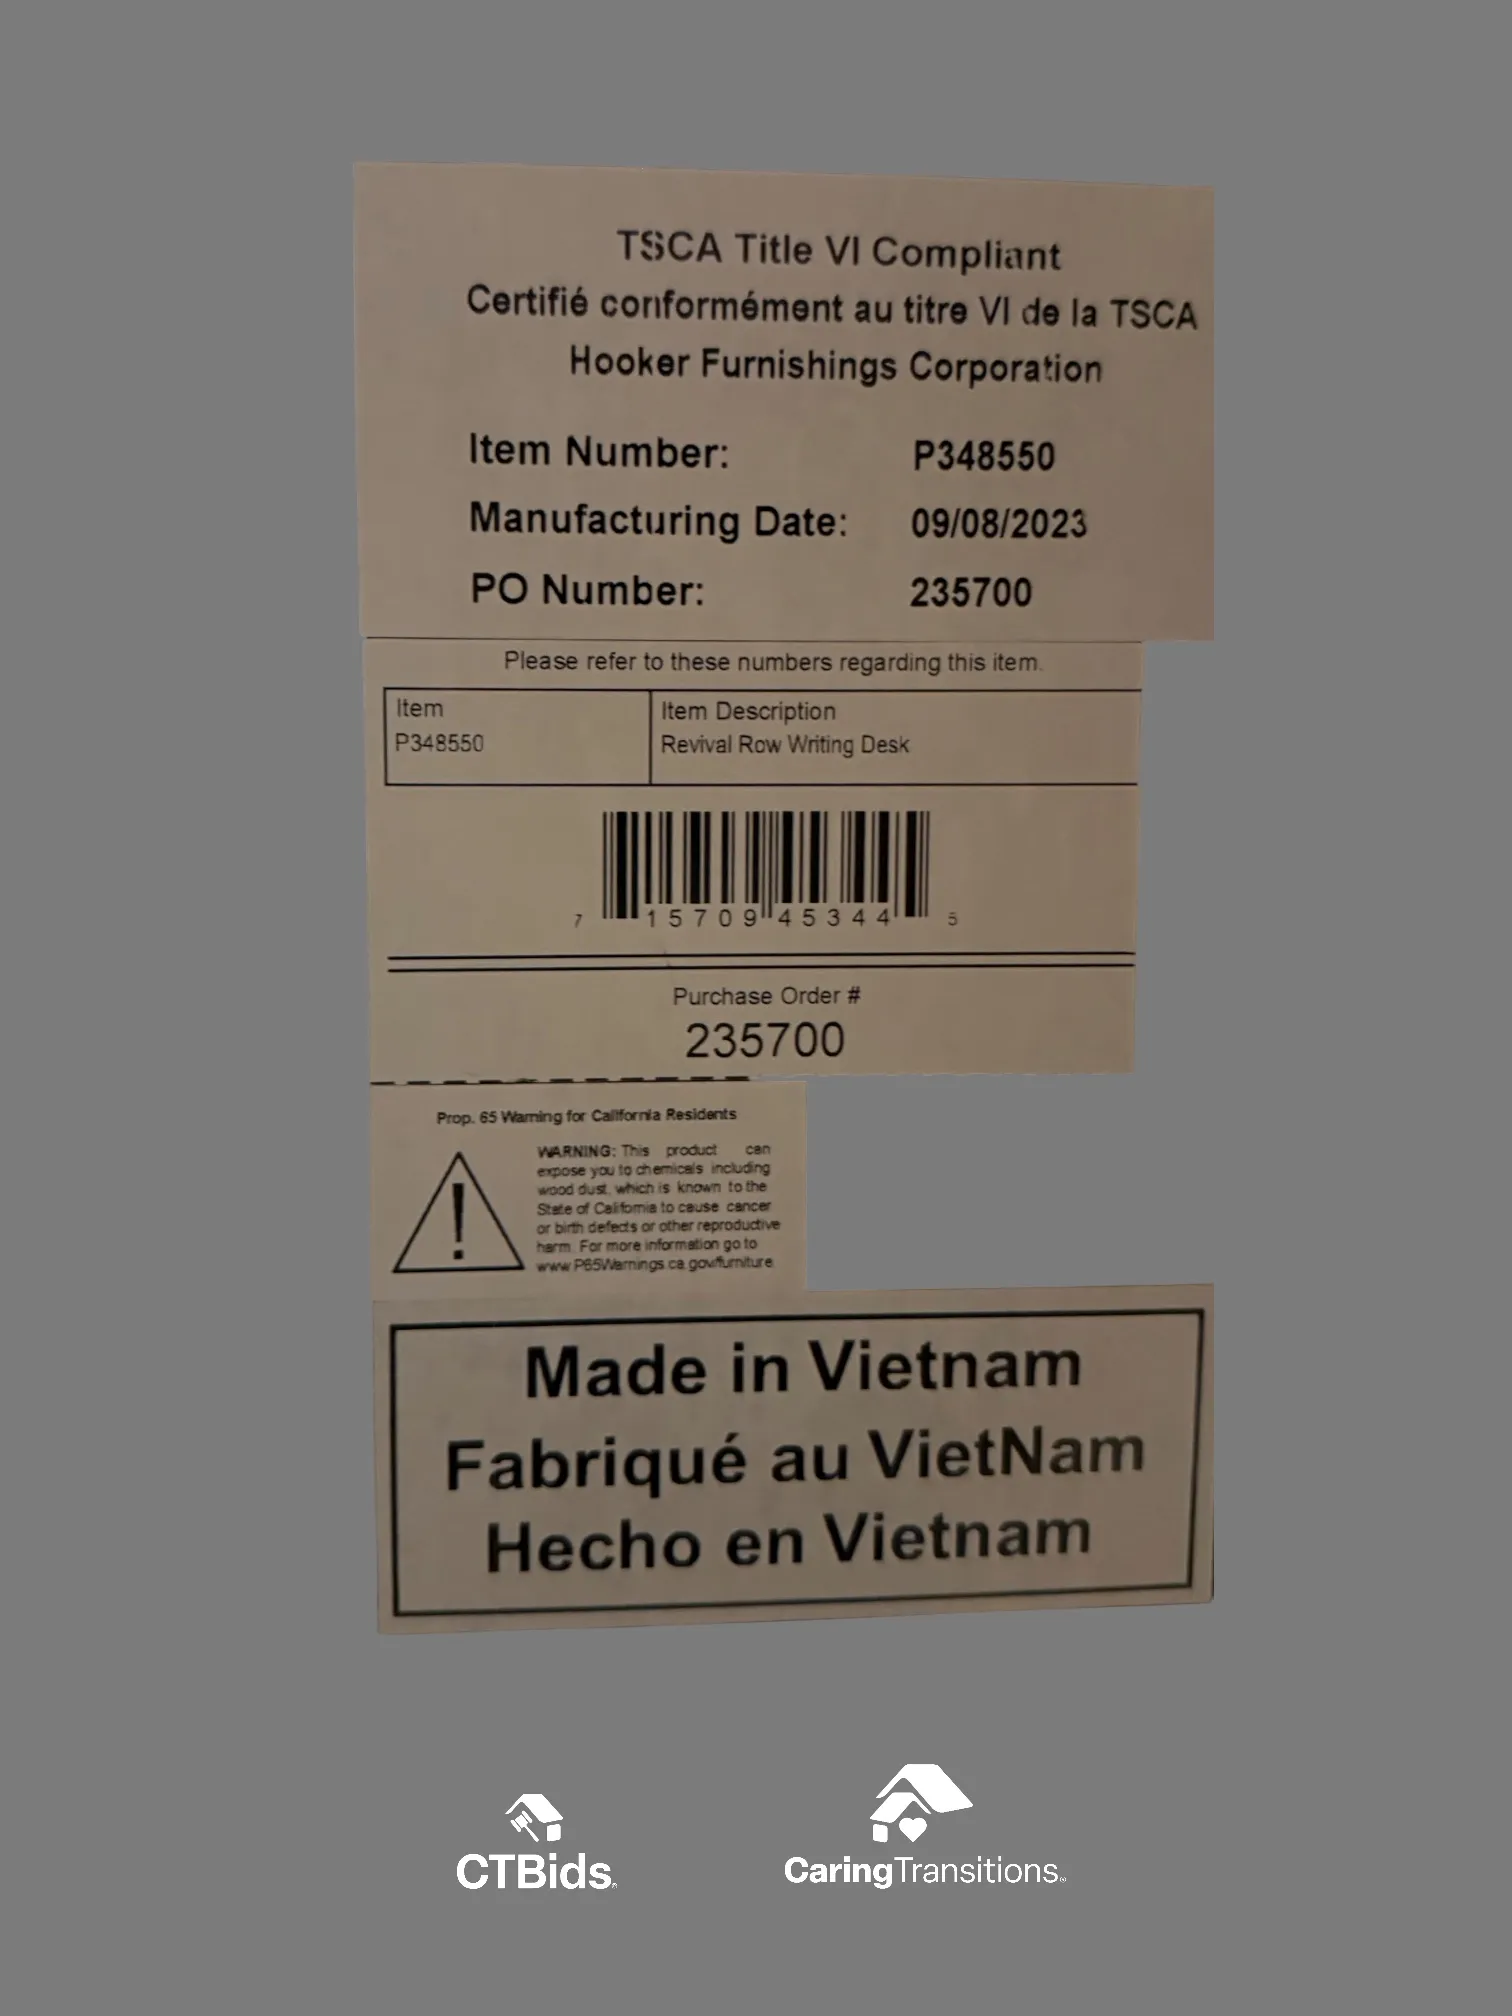 TSCA Title VI Compliant
Certifié conformément au titre VI de la TSCA
Hooker Furnishings Corporation
Item Number: P348550
Manufacturing Date: 09/08/2023
PO Number: 235700
Please refer to these numbers regarding this item.
Item Item Description
P348550 Revival Row Writing Desk
7 15709 45344 5
Purchase Order #
235700
Prop. 65 Warning for California Residents
WARNING: This product can
expose you to chemicals including
wood dust, which is known to the
State of California to cause cancer
or birth defects or other reproductive
harm. For more information go to
www.P65Warnings.ca.gov/furniture
Made in Vietnam
Fabriqué au VietNam
Hecho en Vietnam
CTBids®
CaringTransitions®